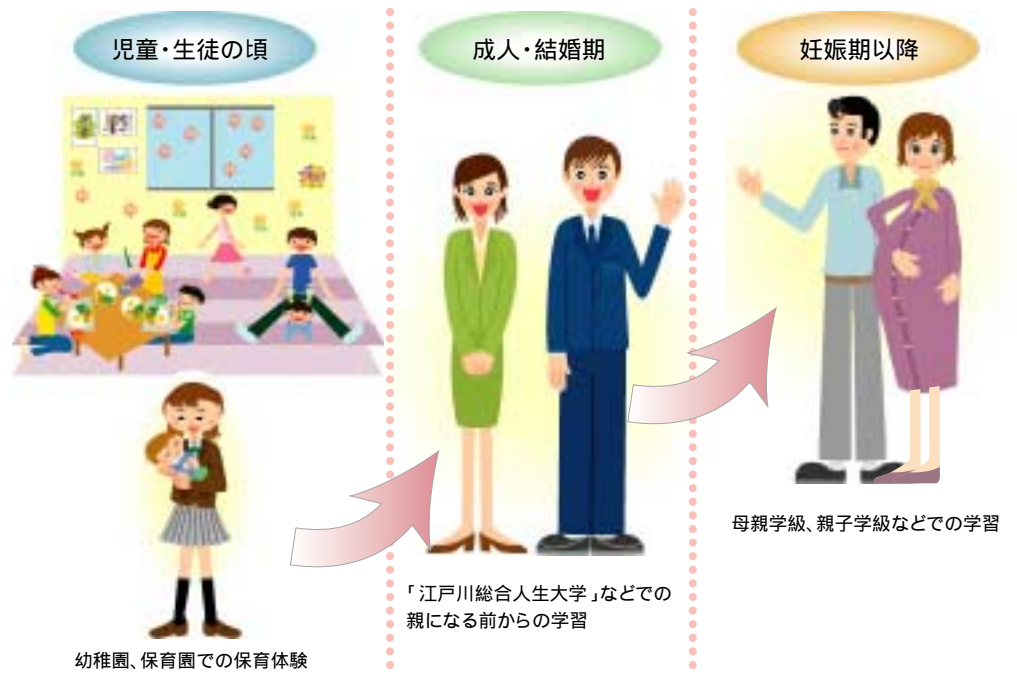 児童・生徒の頃
成人・結婚期
妊娠期以降
幼稚園、保育園での保育体験
「江戸川総合人生大学」などでの
親になる前からの学習
母親学級、親子学級などでの学習